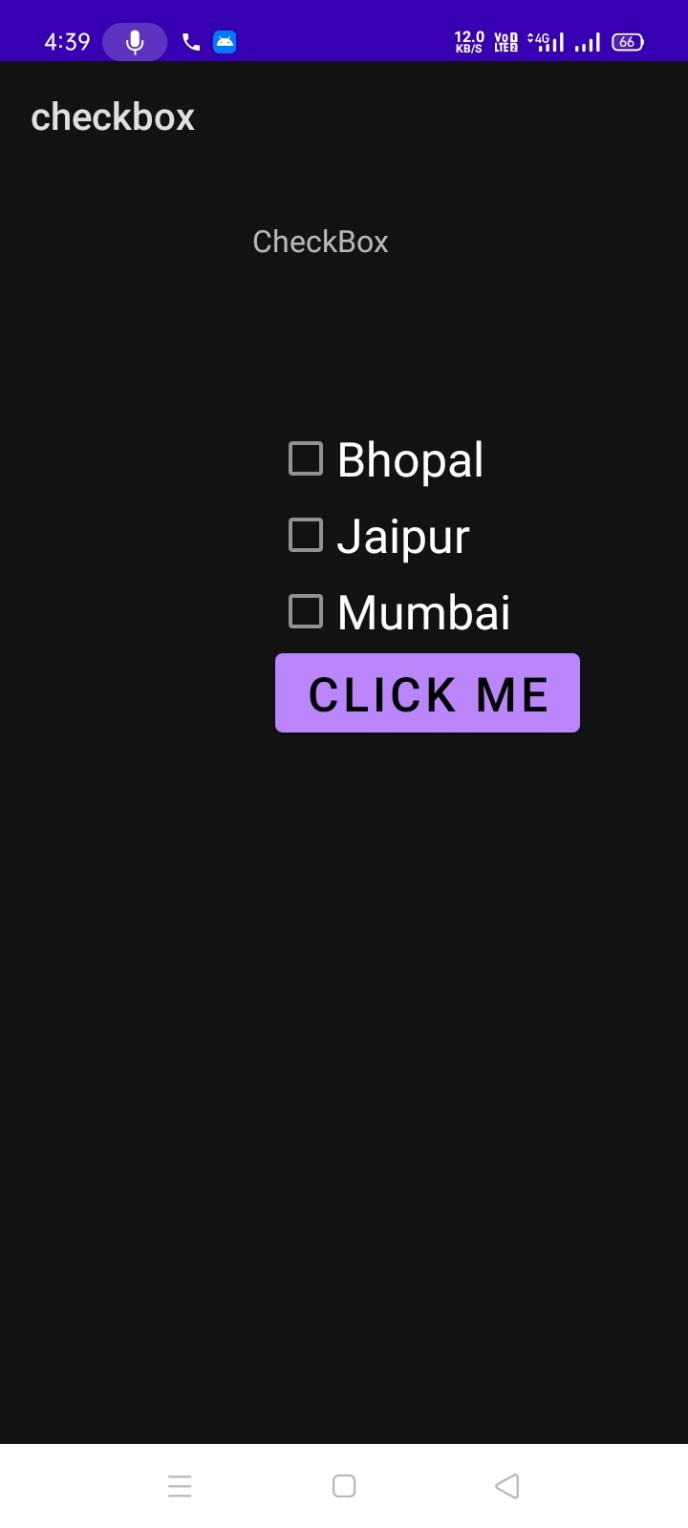 4:39 12.0 KB/S Vo) LTE2 4G 66
checkbox
CheckBox
Bhopal
Jaipur
Mumbai
CLICK ME